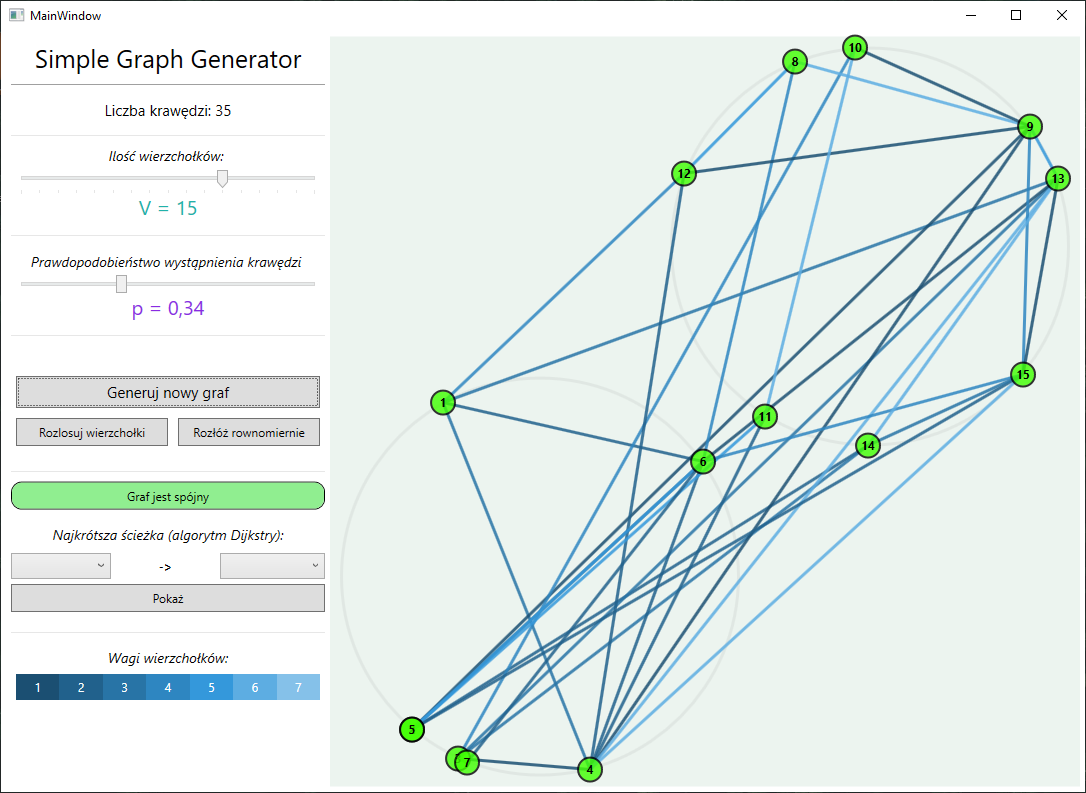 MainWindow
Simple Graph Generator
Liczba krawędzi: 35
Ilość wierzchołków:
V = 15
Prawdopodobieństwo wystąpnienia krawędzi
p = 0,34
Generuj nowy graf
Rozlosuj wierzchołki
Rozłóż rownomiernie
Graf jest spójny
Najkrótsza ścieżka (algorytm Dijkstry):
->
Pokaż
Wagi wierzchołków:
1 2 3 4 5 6 7
10
8
9
12
13
15
1
11
14
6
5
7
4